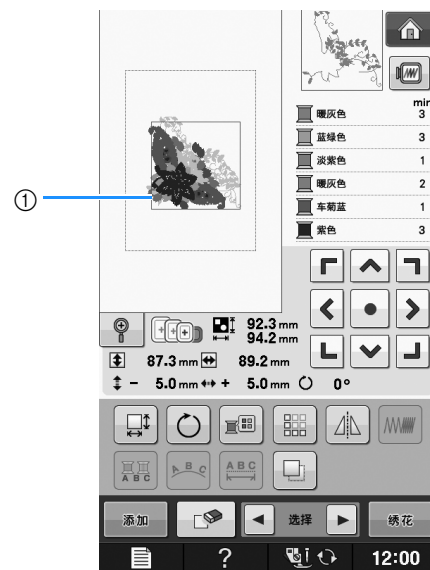 min
暖灰色 3
蓝绿色 3
淡紫色 1
暖灰色 2
车菊蓝 1
紫色 3
①
92.3 mm
94.2 mm
87.3 mm 89.2 mm
− 5.0 mm + 5.0 mm 0°
A B C
A B C
A B C
添加 选择 绣花
? 12:00